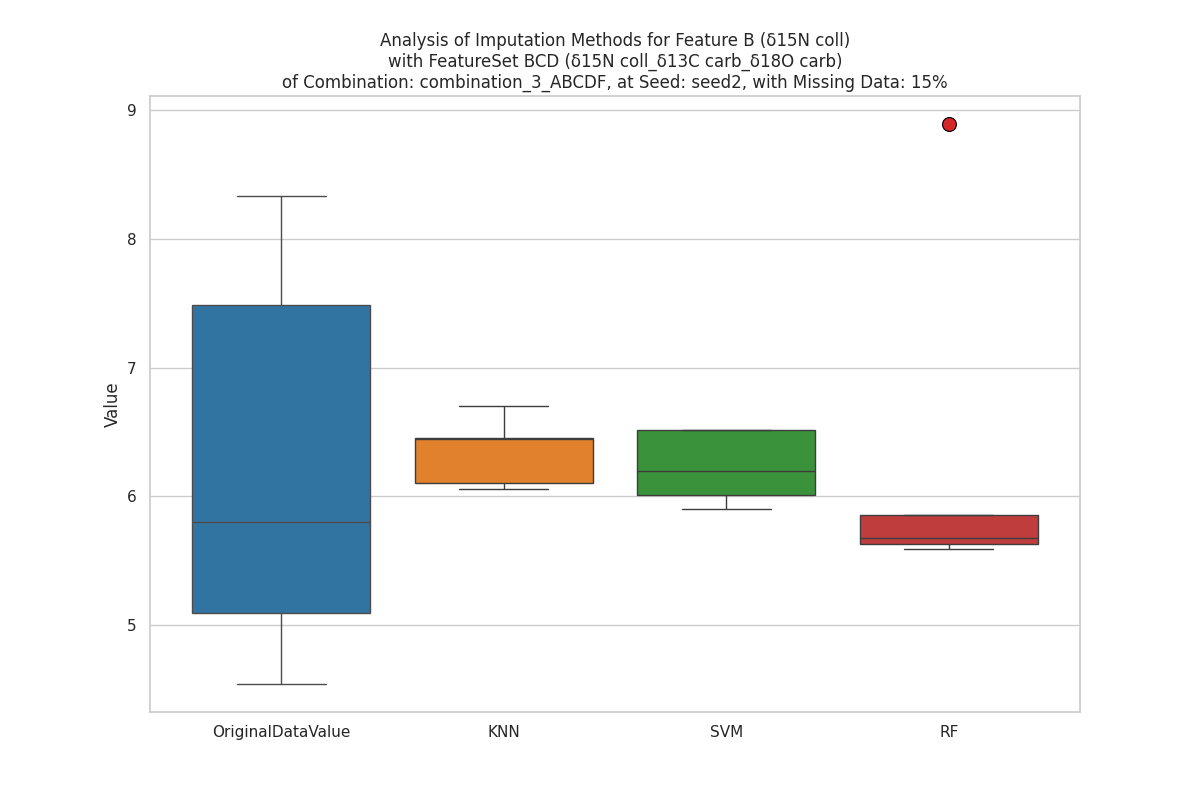 Analysis of Imputation Methods for Feature B (δ15N coll)
with FeatureSet BCD (δ15N coll_δ13C carb_δ18O carb)
of Combination: combination_3_ABCDF, at Seed: seed2, with Missing Data: 15%
9
8
7
6
5
Value
OriginalDataValue
KNN
SVM
RF